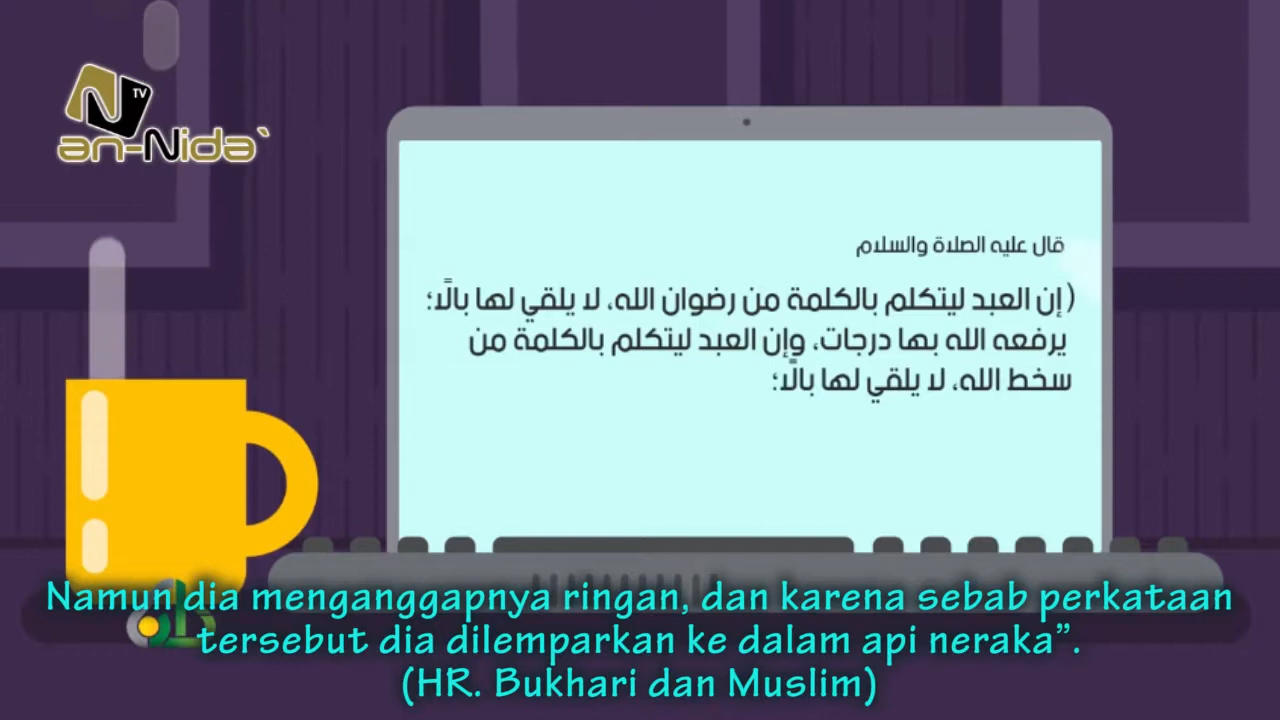 TV
an-Nida`
قال عليه الصلاة والسلام
(إن العبد ليتكلم بالكلمة من رضوان الله، لا يلقي لها بالًا؛
يرفعه الله بها درجات، وإن العبد ليتكلم بالكلمة من
سخط الله، لا يلقي لها بالًا؛
Namun dia menganggapnya ringan, dan karena sebab perkataan
tersebut dia dilemparkan ke dalam api neraka”.
(HR. Bukhari dan Muslim)